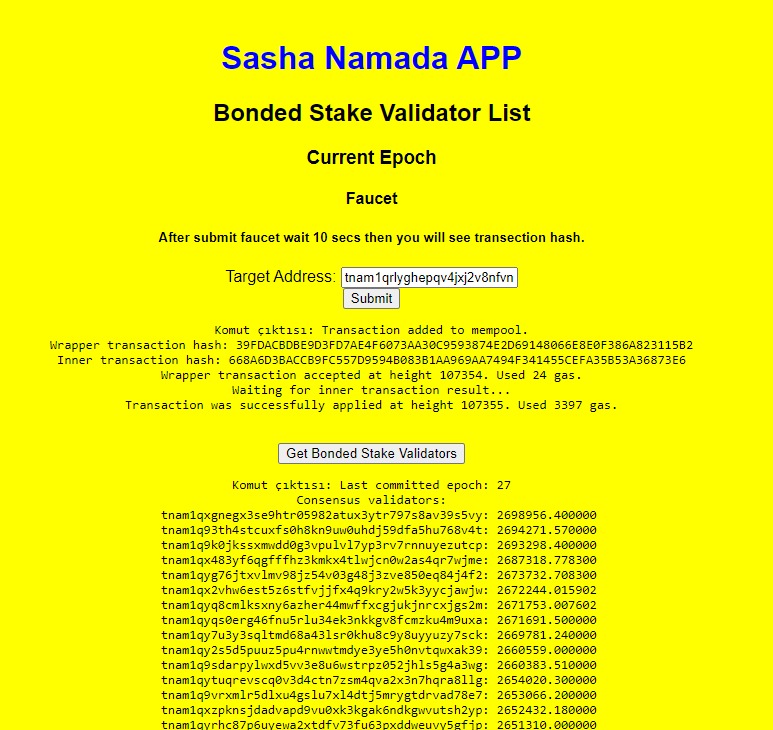 Sasha Namada APP
Bonded Stake Validator List
Current Epoch
Faucet
After submit faucet wait 10 secs then you will see transection hash.
Target Address: tnam1qrlyghepqv4jxj2v8nfvn
Submit
Komut çıktısı: Transaction added to mempool.
Wrapper transaction hash: 39FDACBDBE9D3FD7AE4F6073AA30C9593874E2D69148066E8E0F386A823115B2
Inner transaction hash: 668A6D3BACCB9FC557D9594B083B1AA969AA7494F341455CEFA35B53A36873E6
Wrapper transaction accepted at height 107354. Used 24 gas.
Waiting for inner transaction result...
Transaction was successfully applied at height 107355. Used 3397 gas.
Get Bonded Stake Validators
Komut çıktısı: Last committed epoch: 27
Consensus validators:
tnam1qxgnegx3se9htr05982atux3ytr797s8av39s5vy: 2698956.400000
tnam1q93th4stcuxfs0h8kn9uw0uhdj59dfa5hu768v4t: 2694271.570000
tnam1q9k0jkssxmwdd0g3vpulvl7yp3rv7rnnuyezutcp: 2693298.400000
tnam1qx483yf6qgfffhz3kmkx4tlwjcn0w2as4qr7wjme: 2687318.778300
tnam1qyg76jtxvlmv98jz54v03g48j3zve850eq84j4f2: 2673732.708300
tnam1qx2vhw6est5z6stfvjjfx4q9kry2w5k3yycjawjw: 2672244.015902
tnam1qyq8cmlksxny6azher44mwffxcgjukjnrcxjgs2m: 2671753.007602
tnam1qyqs0erg46fnu5rlu34ek3nkkgv8fcmzku4m9uxa: 2671691.500000
tnam1qy7u3y3sqltmd68a43lsr0khu8c9y8uyyuzy7sck: 2669781.240000
tnam1qy2s5d5puuz5pu4rnwwtmdye3ye5h0nvtqwxak39: 2660559.000000
tnam1q9sdarpylwxd5vv3e8u6wstrpz052jhls5g4a3wg: 2660383.510000
tnam1qytuqrevscq0v3d4ctn7zsm4qva2x3n7hqra8llg: 2654020.300000
tnam1q9vrxmlr5dlxu4gslu7xl4dtj5mrygtdrvad78e7: 2653066.200000
tnam1qxzpknsjdadvapd9vu0xk3kgak6ndkgwvutsh2yp: 2652432.180000
tnam1qyrhc87p6uyewa2xtdfv73fu63pxddweuvy5gfjp: 2651310.000000